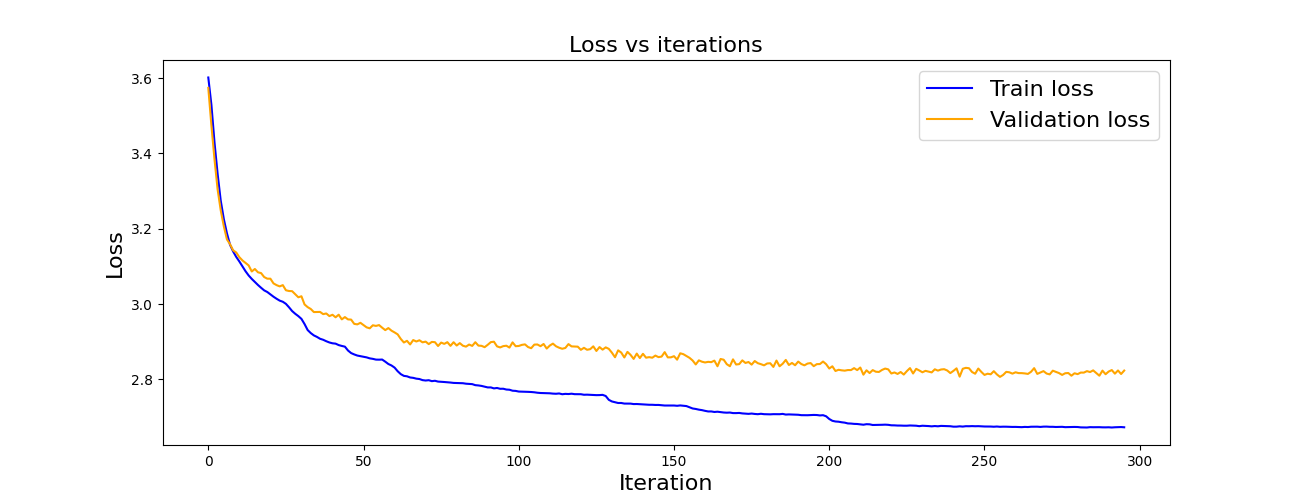 Loss vs iterations
Train loss
Validation loss
Loss
3.6
3.4
3.2
3.0
2.8
0 50 100 150 200 250 300
Iteration